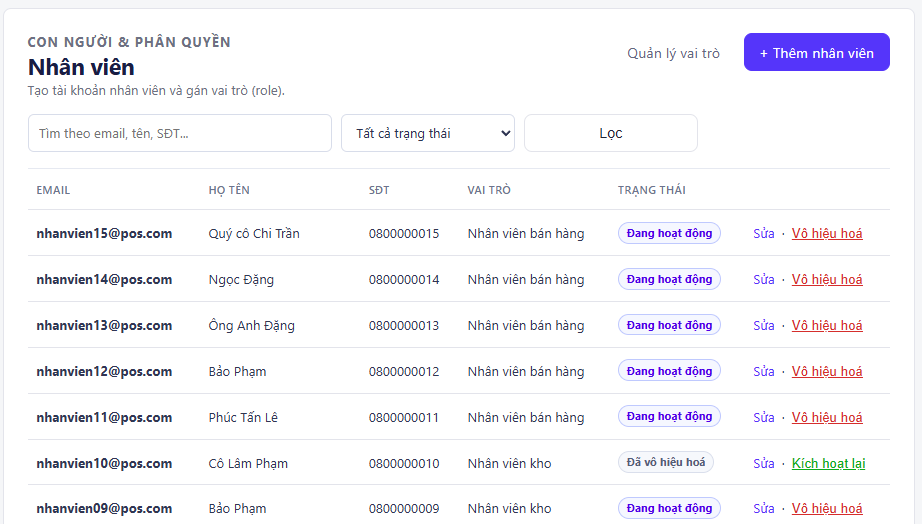 CON NGƯỜI & PHÂN QUYỀN
Nhân viên
Tạo tài khoản nhân viên và gán vai trò (role).
Quản lý vai trò
+ Thêm nhân viên
Tìm theo email, tên, SĐT...
Tất cả trạng thái
Lọc
EMAIL HỌ TÊN SĐT VAI TRÒ TRẠNG THÁI
nhanvien15@pos.com Quý cô Chi Trần 0800000015 Nhân viên bán hàng Đang hoạt động Sửa · Vô hiệu hoá
nhanvien14@pos.com Ngọc Đặng 0800000014 Nhân viên bán hàng Đang hoạt động Sửa · Vô hiệu hoá
nhanvien13@pos.com Ông Anh Đặng 0800000013 Nhân viên bán hàng Đang hoạt động Sửa · Vô hiệu hoá
nhanvien12@pos.com Bảo Phạm 0800000012 Nhân viên bán hàng Đang hoạt động Sửa · Vô hiệu hoá
nhanvien11@pos.com Phúc Tấn Lê 0800000011 Nhân viên bán hàng Đang hoạt động Sửa · Vô hiệu hoá
nhanvien10@pos.com Cô Lâm Phạm 0800000010 Nhân viên kho Đã vô hiệu hoá Sửa · Kích hoạt lại
nhanvien09@pos.com Bảo Phạm 0800000009 Nhân viên kho Đang hoạt động Sửa · Vô hiệu hoá